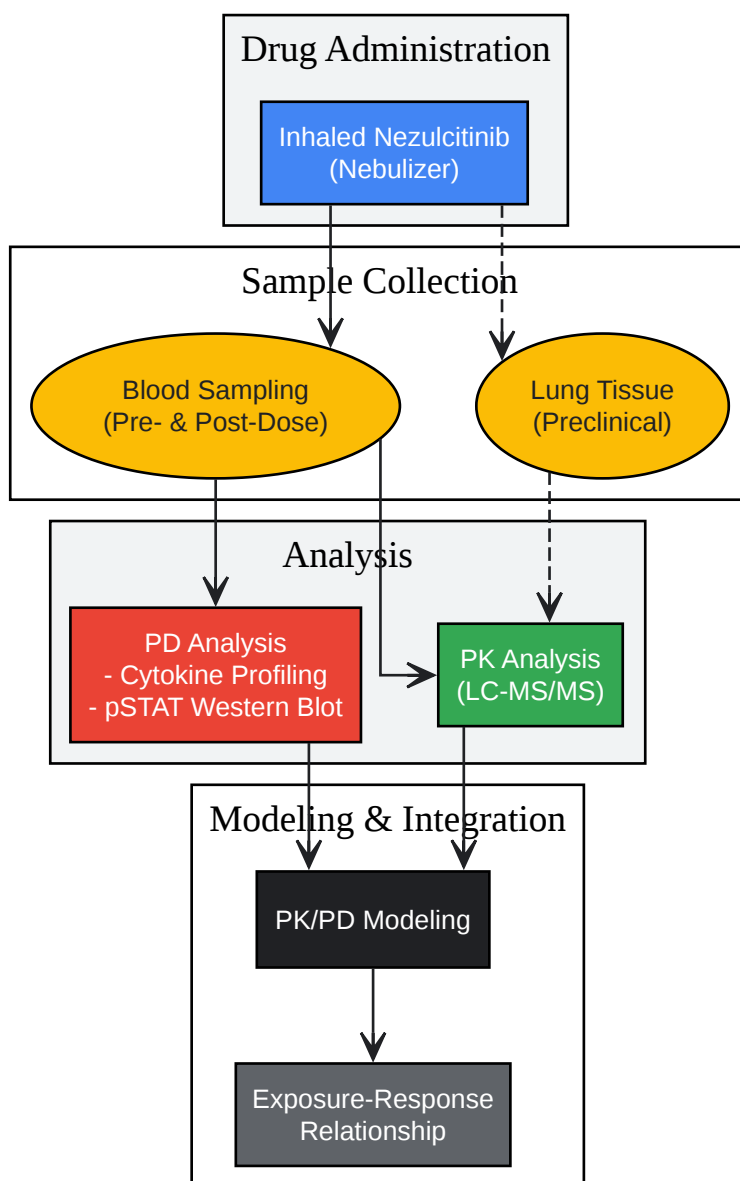 Drug Administration
Inhaled Nezulcitinib
(Nebulizer)
Sample Collection
Blood Sampling
(Pre- & Post-Dose)
Lung Tissue
(Preclinical)
Analysis
PD Analysis
- Cytokine Profiling
- pSTAT Western Blot
PK Analysis
(LC-MS/MS)
Modeling & Integration
PK/PD Modeling
Exposure-Response
Relationship